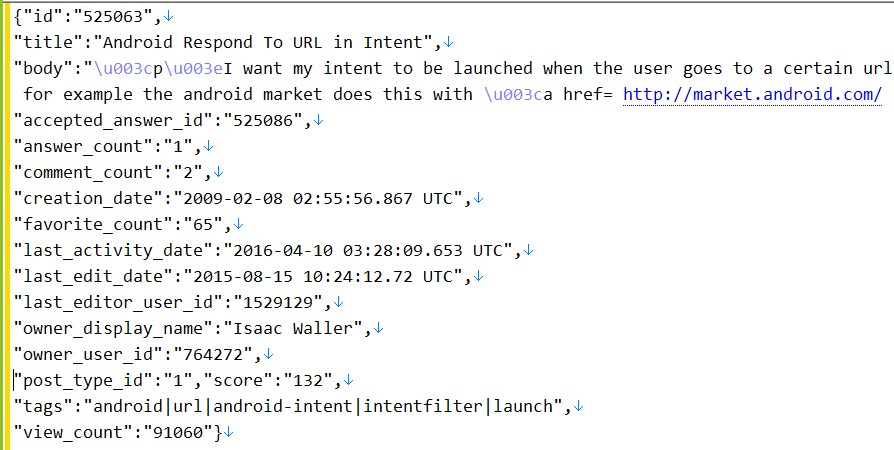 {"id":"525063",↓
"title":"Android Respond To URL in Intent",↓
"body":"\u003cp\u003eI want my intent to be launched when the user goes to a certain url
for example the android market does this with \u003ca href= http://market.android.com/
"accepted_answer_id":"525086",↓
"answer_count":"1",↓
"comment_count":"2",↓
"creation_date":"2009-02-08 02:55:56.867 UTC",↓
"favorite_count":"65",↓
"last_activity_date":"2016-04-10 03:28:09.653 UTC",↓
"last_edit_date":"2015-08-15 10:24:12.72 UTC",↓
"last_editor_user_id":"1529129",↓
"owner_display_name":"Isaac Waller",↓
"owner_user_id":"764272",↓
"post_type_id":"1","score":"132",↓
"tags":"android|url|android-intent|intentfilter|launch",↓
"view_count":"91060"}↓